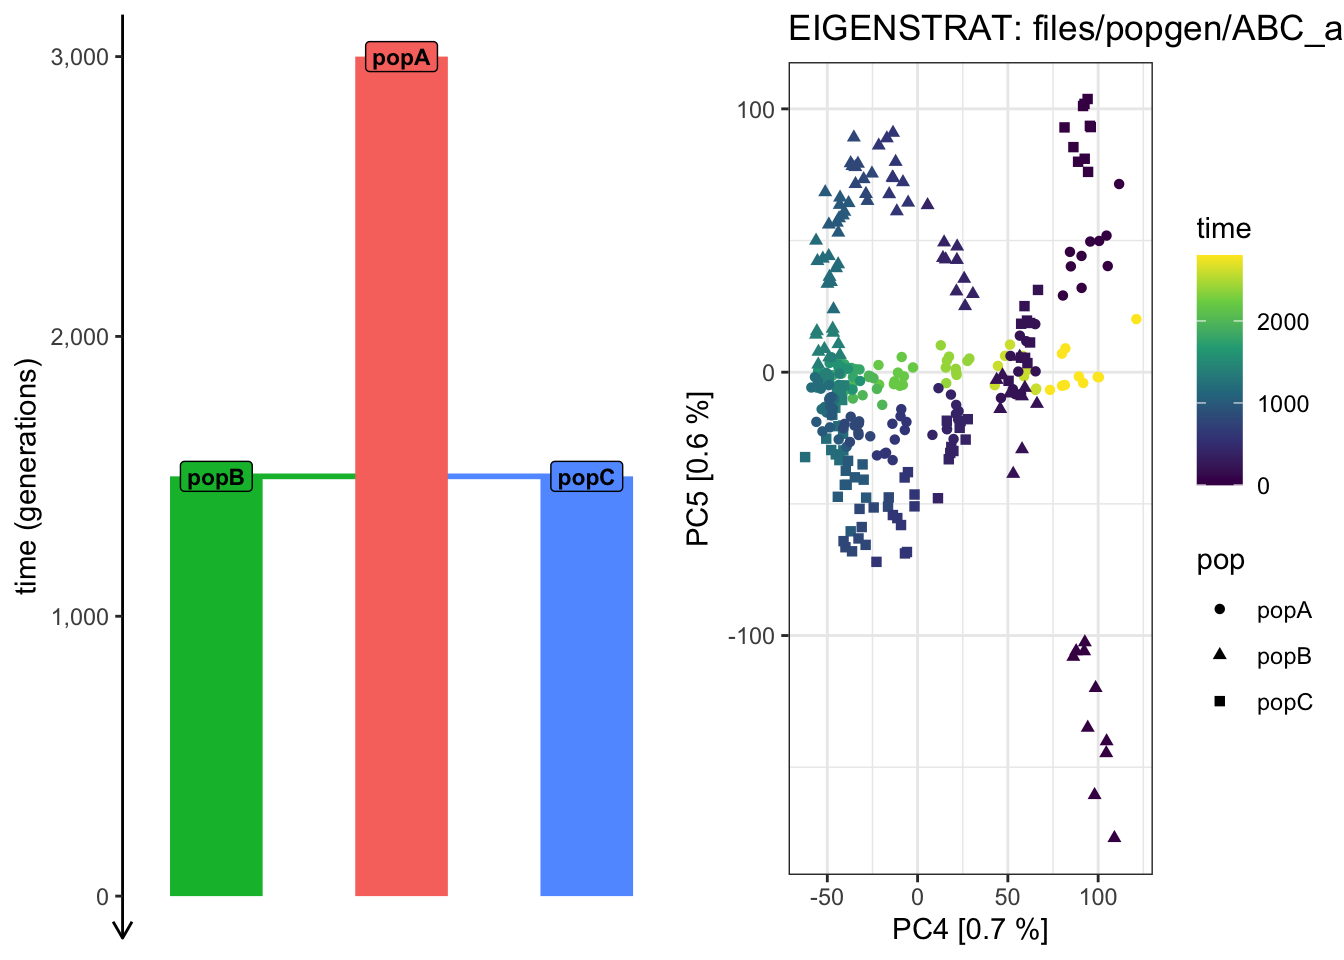 time (generations)
3,000
2,000
1,000
0
popA
popB
popC
EIGENSTRAT: files/popgen/ABC_a
PC5 [0.6 %]
100
0
-100
-50
0
50
100
PC4 [0.7 %]
time
2000
1000
0
pop
popA
popB
popC